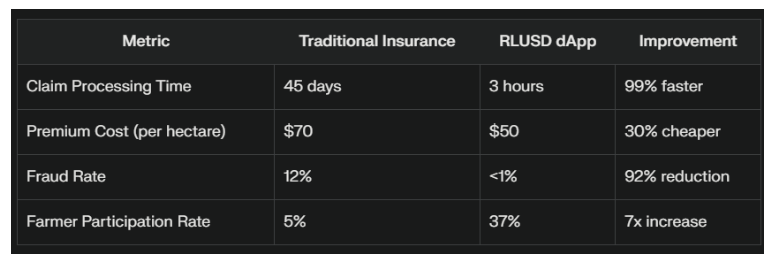 Metric Traditional Insurance RLUSD dApp Improvement
Claim Processing Time 45 days 3 hours 99% faster
Premium Cost (per hectare) $70 $50 30% cheaper
Fraud Rate 12% <1% 92% reduction
Farmer Participation Rate 5% 37% 7x increase